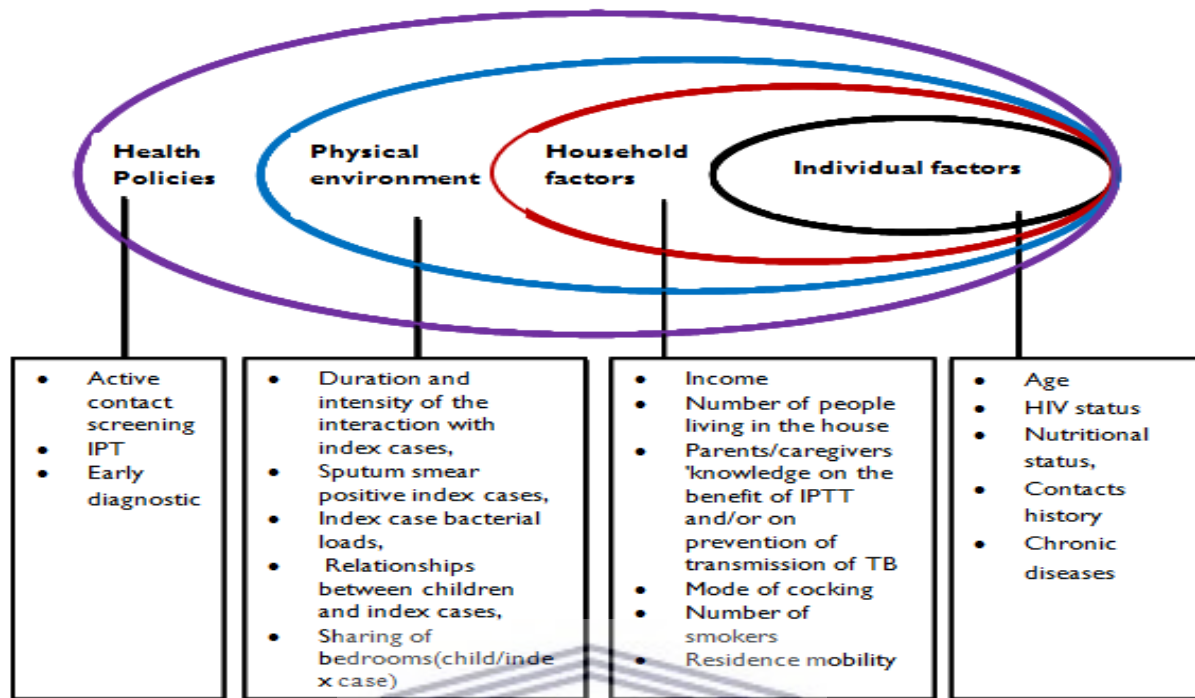 Health
Policies
Physical
environment
Household
factors
Individual factors
• Active
contact
screening
• IPT
• Early
diagnostic
• Duration and
intensity of the
interaction with
index cases,
• Sputum smear
positive index cases,
• Index case bacterial
loads,
• Relationships
between children
and index cases,
• Sharing of
bedrooms(child/inde
x case)
• Income
• Number of people
living in the house
• Parents/caregivers
'knowledge on the
benefit of IPTT
and/or on
prevention of
transmission of TB
• Mode of cocking
• Number of
smokers
• Residence mobility
• Age
• HIV status
• Nutritional
status,
• Contacts
history
• Chronic
diseases